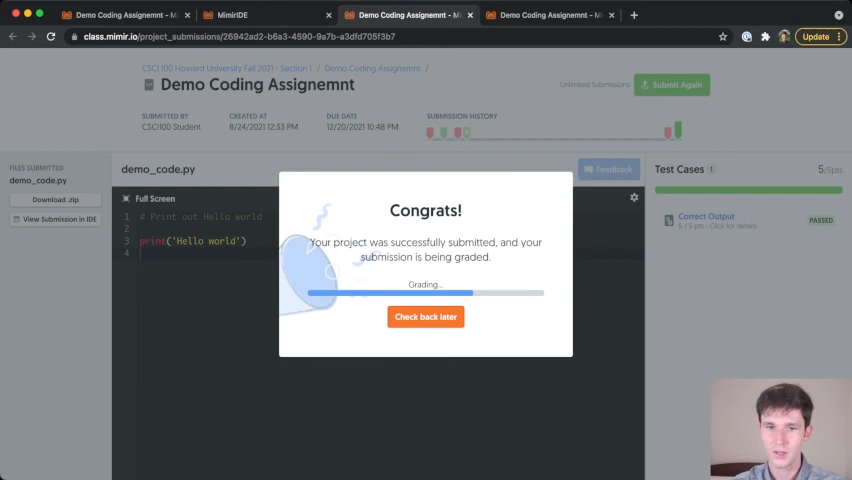 Demo Coding Assignemnt - Mi
MimirIDE
Demo Coding Assignemnt - Mi
Demo Coding Assignemnt - Mi
class.mimir.io/project_submissions/26942ad2-b6a3-4590-9a7b-a3dfd705f3b7
Update
CSCI 100 Howard University Fall 2021 - Section 1 / Demo Coding Assignemnt /
Demo Coding Assignemnt
Unlimited Submissions
Submit Again
SUBMITTED BY
CSCI100 Student
CREATED AT
8/24/2021 12:33 PM
DUE DATE
12/20/2021 10:48 PM
SUBMISSION HISTORY
FILES SUBMITTED
demo_code.py
Download .zip
View Submission in IDE
demo_code.py
Feedback
Full Screen
1 # Print out Hello world
2
3 print('Hello world')
4
Test Cases 1
5/5pts
Correct Output
5 / 5 pts - Click for details
PASSED
Congrats!
Your project was successfully submitted, and your
submission is being graded.
Grading...
Check back later